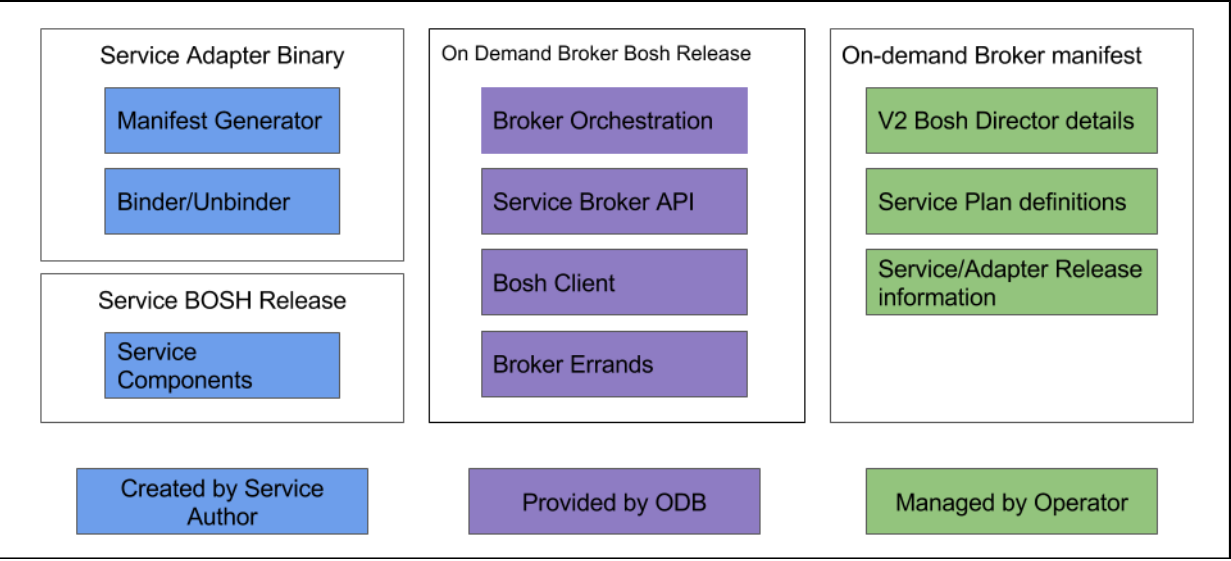 Service Adapter Binary
Manifest Generator
Binder/Unbinder
Service BOSH Release
Service
Components
On Demand Broker Bosh Release
Broker Orchestration
Service Broker API
Bosh Client
Broker Errands
On-demand Broker manifest
V2 Bosh Director details
Service Plan definitions
Service/Adapter Release
information
Created by Service
Author
Provided by ODB
Managed by Operator